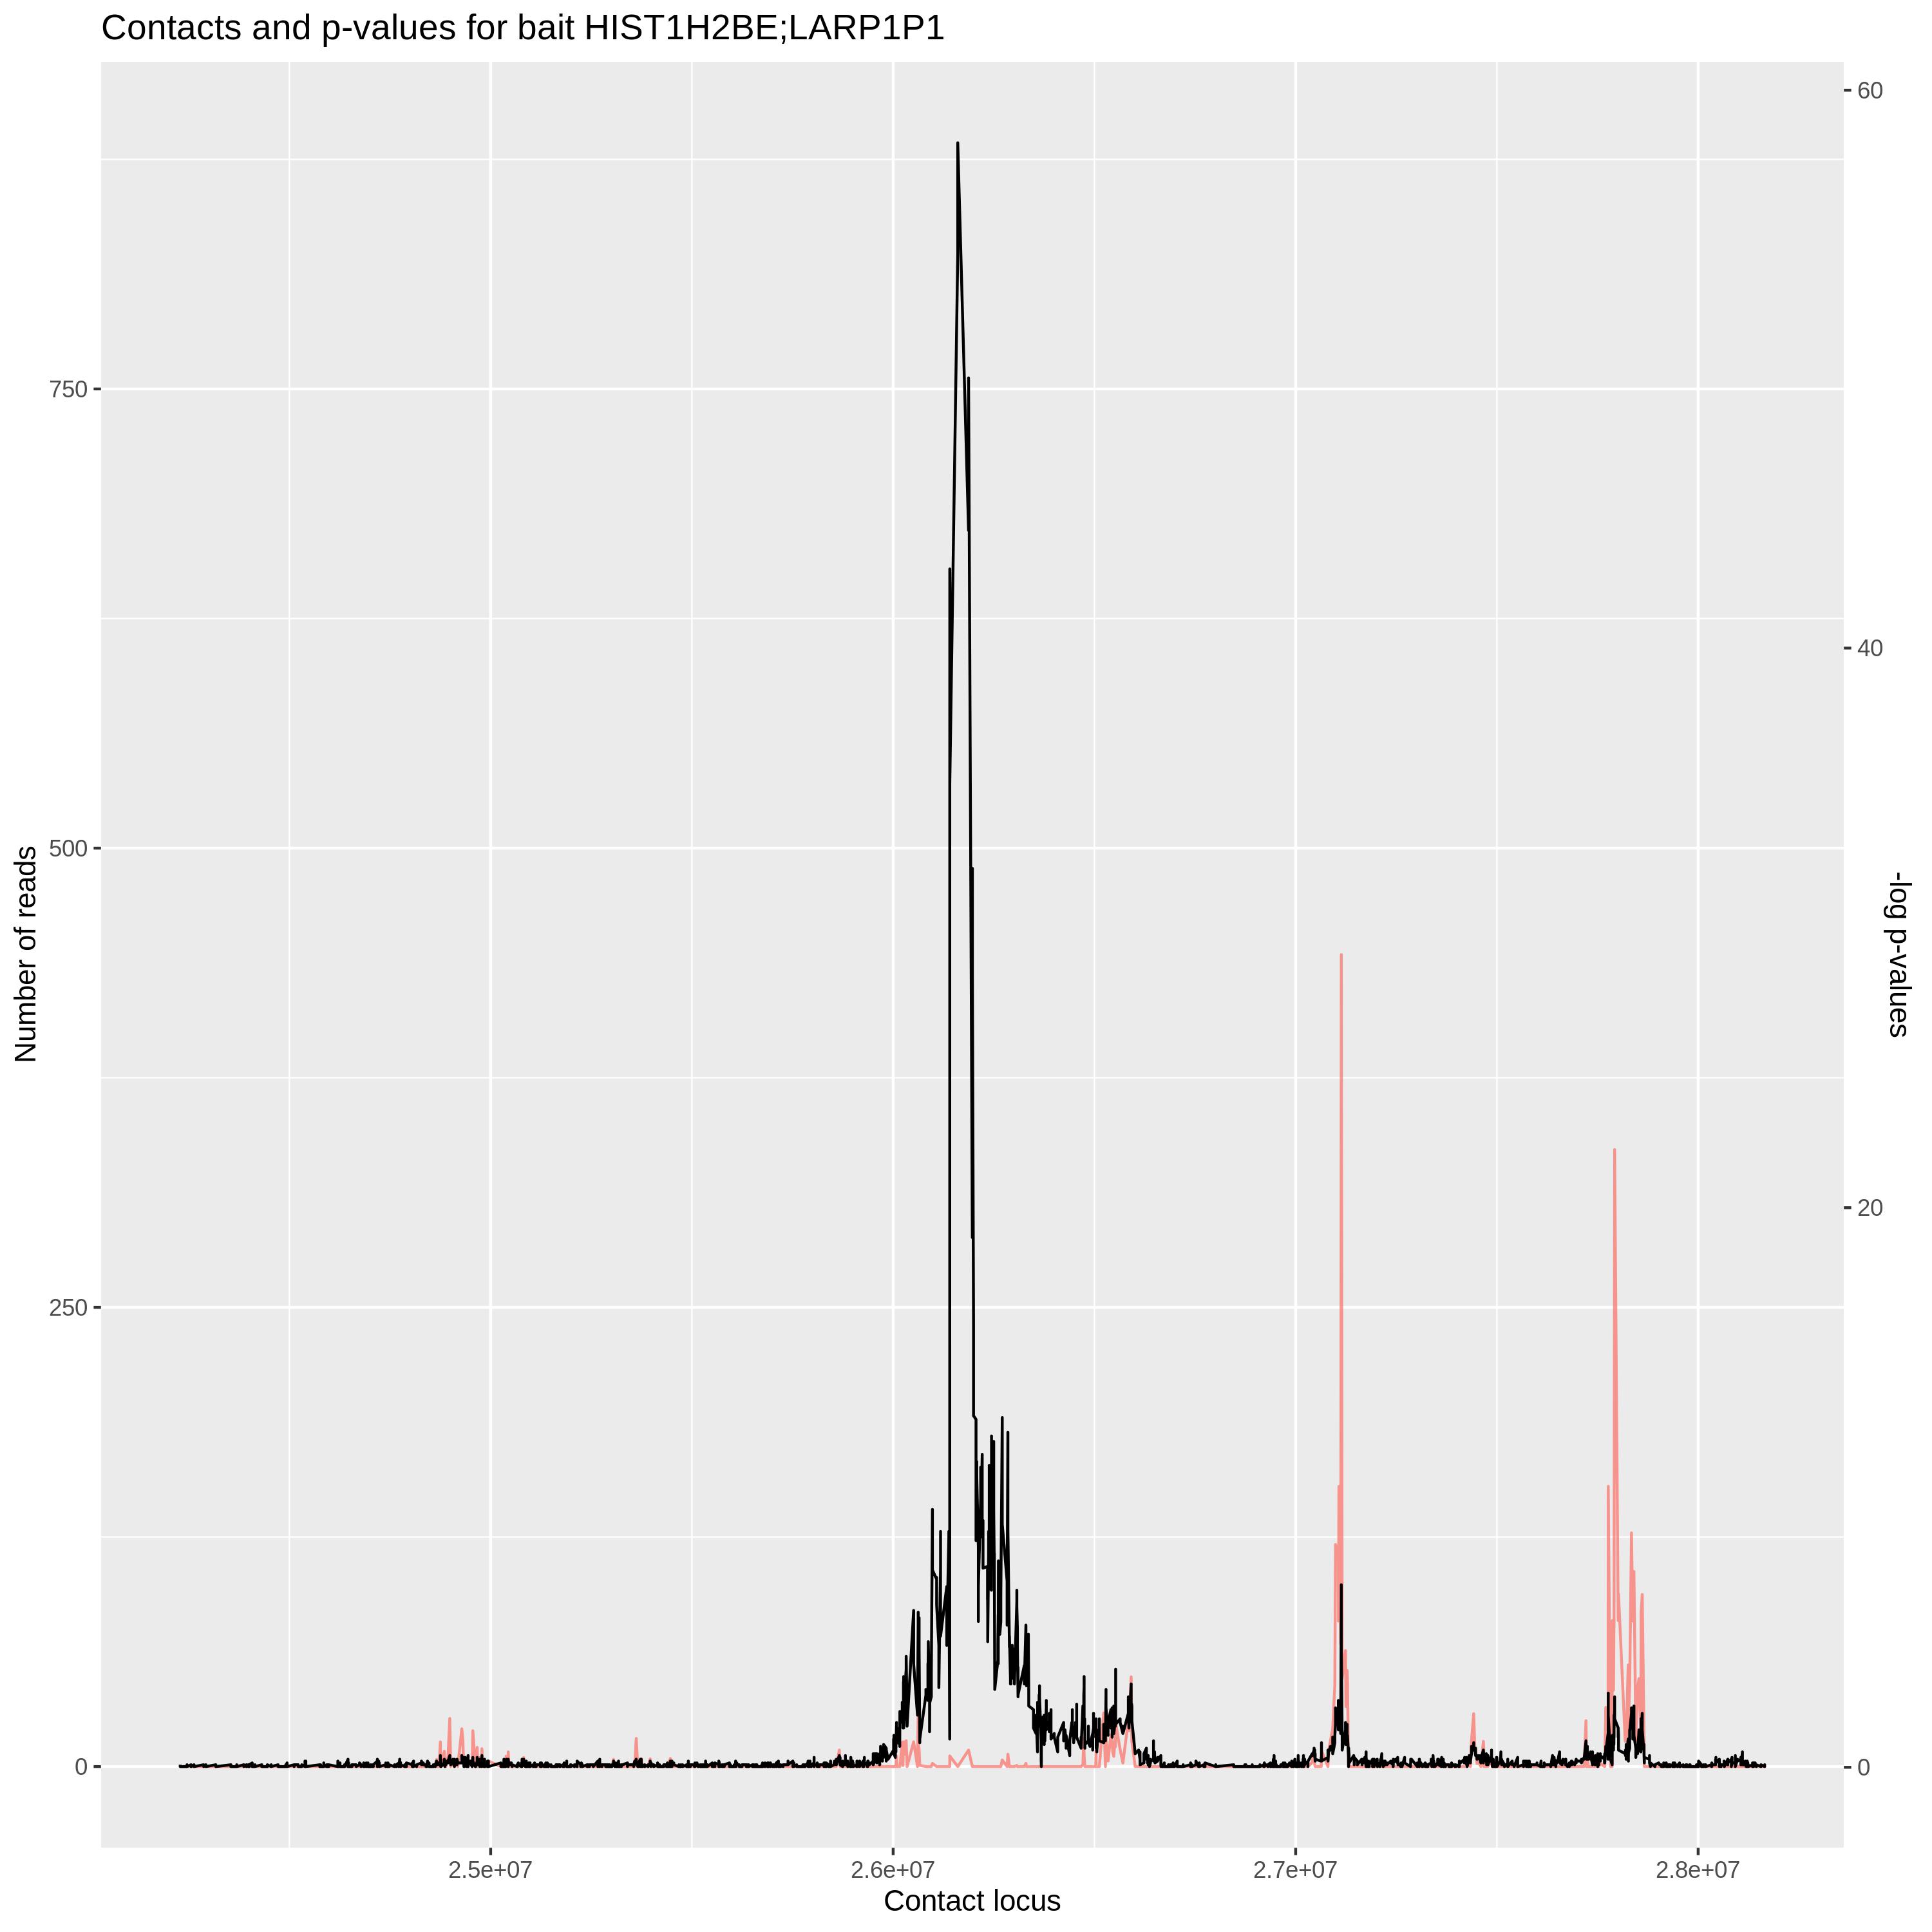 Contacts and p-values for bait HIST1H2BE;LARP1P1
Number of reads
750
500
250
0
60
40
20
0
-log p-values
2.5e+07
2.6e+07
2.7e+07
2.8e+07
Contact locus